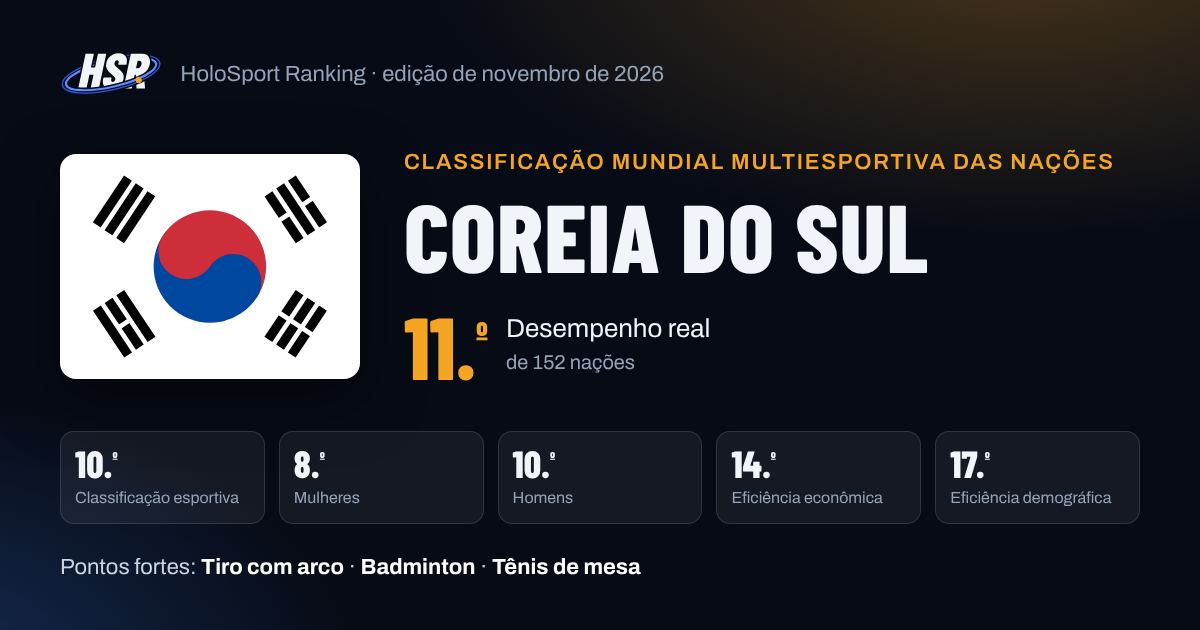 HSR
HoloSport Ranking · edição de novembro de 2026
CLASSIFICAÇÃO MUNDIAL MULTIESPORTIVA DAS NAÇÕES
COREIA DO SUL
11.º
Desempenho real
de 152 nações
10.º
Classificação esportiva
8.º
Mulheres
10.º
Homens
14.º
Eficiência econômica
17.º
Eficiência demográfica
Pontos fortes: Tiro com arco · Badminton · Tênis de mesa